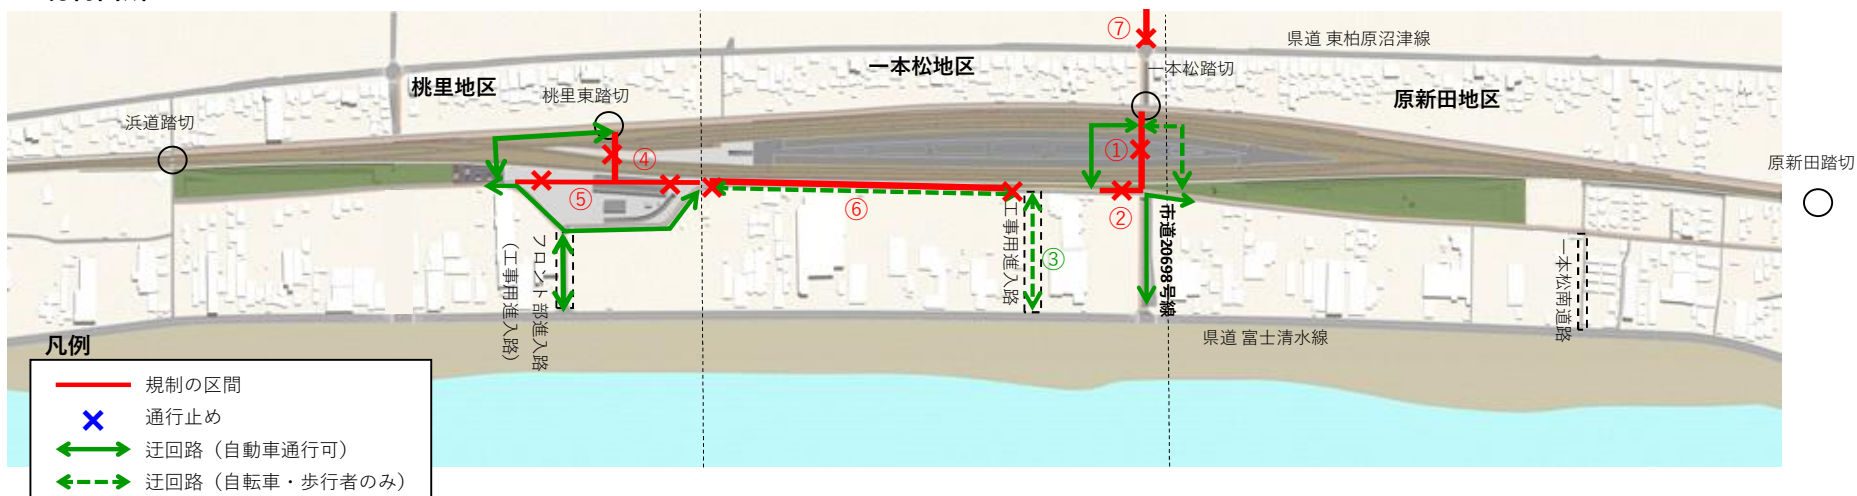 ⑦
県道 東柏原沼津線
一本松地区
一本松踏切
桃里地区
桃里東踏切
原新田地区
浜道踏切
原新田踏切
①
④
⑤
⑥
②
市道20698号線
③
工事用進入路
フロント部進入路
（工事用進入路）
一本松南道路
県道 富士清水線
凡例
規制の区間
通行止め
迂回路（自動車通行可）
迂回路（自転車・歩行者のみ）